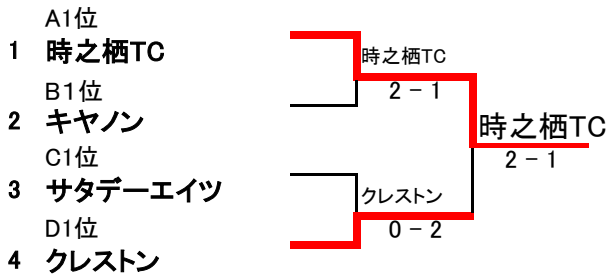 A1位
1 時之栖TC
B1位
2 キヤノン
C1位
3 サタデーエイツ
D1位
4 クレストン
時之栖TC
2 - 1
クレストン
0 - 2
時之栖TC
2 - 1